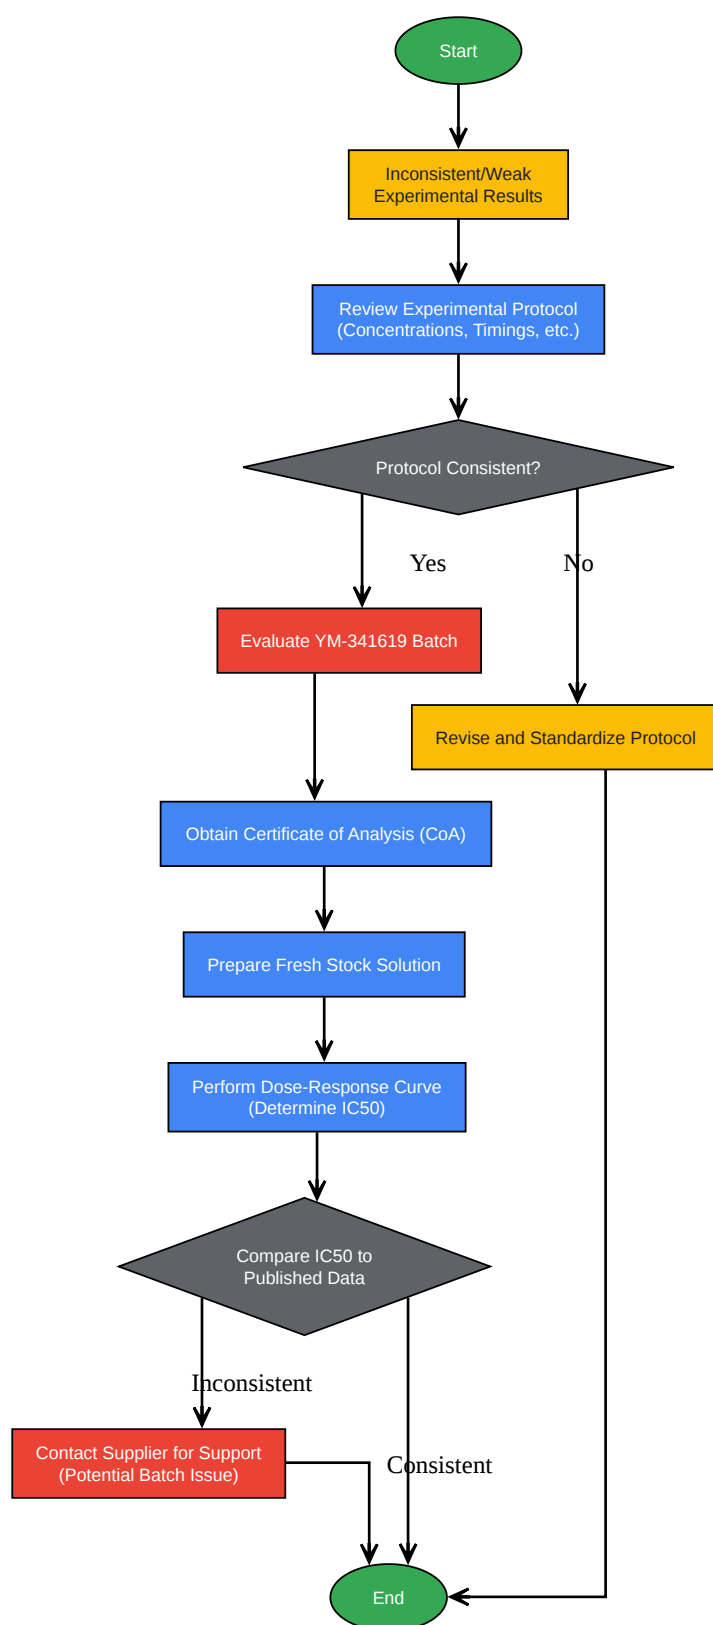 Start
Inconsistent/Weak
Experimental Results
Review Experimental Protocol
(Concentrations, Timings, etc.)
Protocol Consistent?
Yes
No
Evaluate YM-341619 Batch
Revise and Standardize Protocol
Obtain Certificate of Analysis (CoA)
Prepare Fresh Stock Solution
Perform Dose-Response Curve
(Determine IC50)
Compare IC50 to
Published Data
Inconsistent
Contact Supplier for Support
(Potential Batch Issue)
Consistent
End